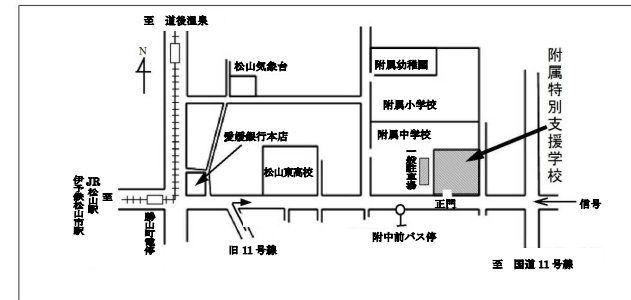 至 道後温泉
N
松山気象台
附属幼稚園
附属小学校
附属中学校
附属特別支援学校
愛媛銀行本店
松山東高校
一般駐車場
正門
信号
至
JR松山駅
伊予鉄松山市駅
勝山町電停
旧11号線
附中前バス停
至 国道11号線